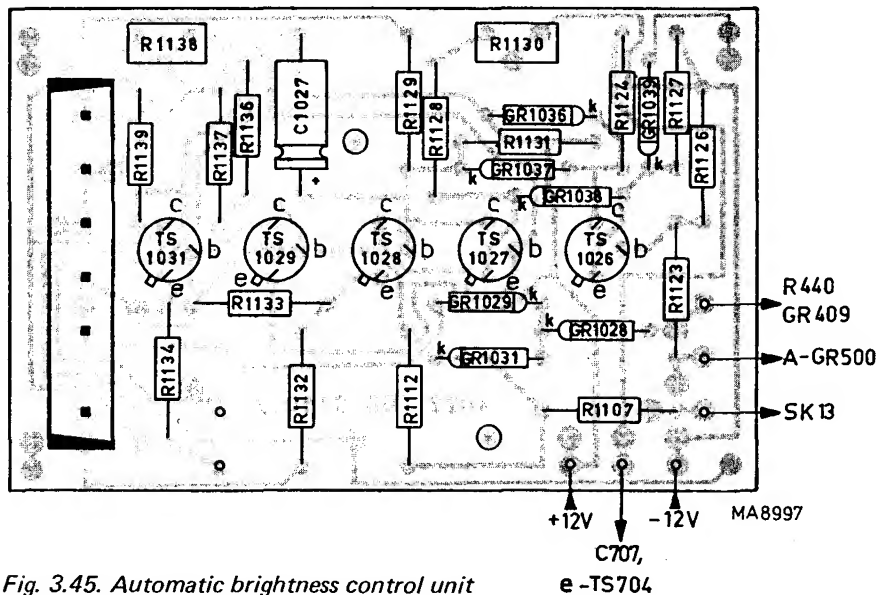 R1138
R1130
R1139
R1137
R1136
C1027
+
R1129
R1128
GR1036 k
R1131
k GR1037
k GR1038
R1124
GR1039
k
R1127
R1126
c c c c c
TS 1031 b
TS 1029 b
TS 1028 b
TS 1027 b
TS 1026 b
e e e e e
R1133
R1134
R1132
R1112
GR1029 k
k GR1028
k GR1031
R1107
R1123
R440
GR409
A-GR500
SK13
+12V
-12V
MA8997
C707,
e-TS704
Fig. 3.45. Automatic brightness control unit